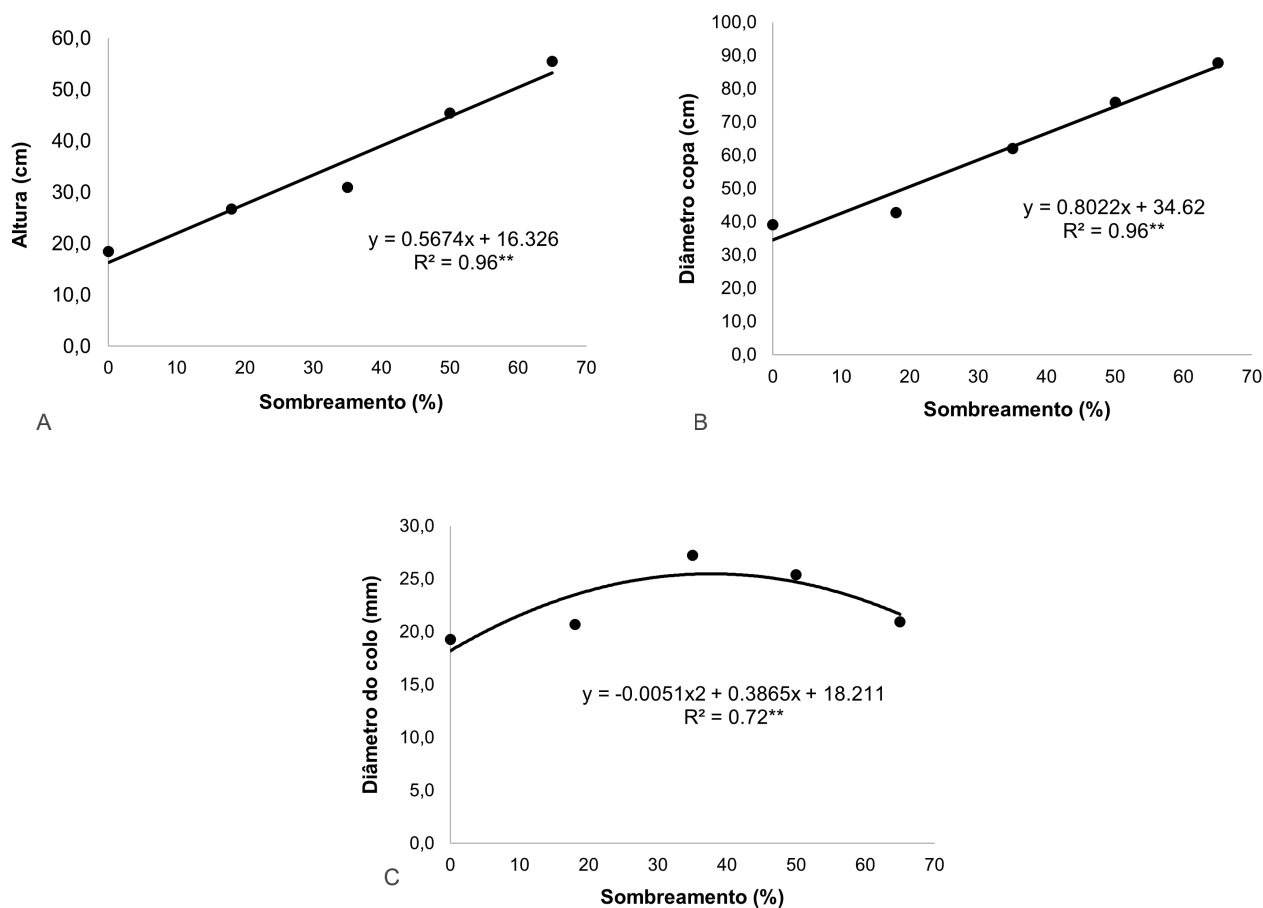 60,0
50,0
40,0
30,0
20,0
10,0
0,0
Altura (cm)
y = 0.5674x + 16.326
R² = 0.96**
0 10 20 30 40 50 60 70
Sombreamento (%)
A
100,0
90,0
80,0
70,0
60,0
50,0
40,0
30,0
20,0
10,0
0,0
Diâmetro copa (cm)
y = 0.8022x + 34.62
R² = 0.96**
0 10 20 30 40 50 60 70
Sombreamento (%)
B
30,0
25,0
20,0
15,0
10,0
5,0
0,0
Diâmetro do colo (mm)
y = -0.0051x2 + 0.3865x + 18.211
R² = 0.72**
0 10 20 30 40 50 60 70
Sombreamento (%)
C